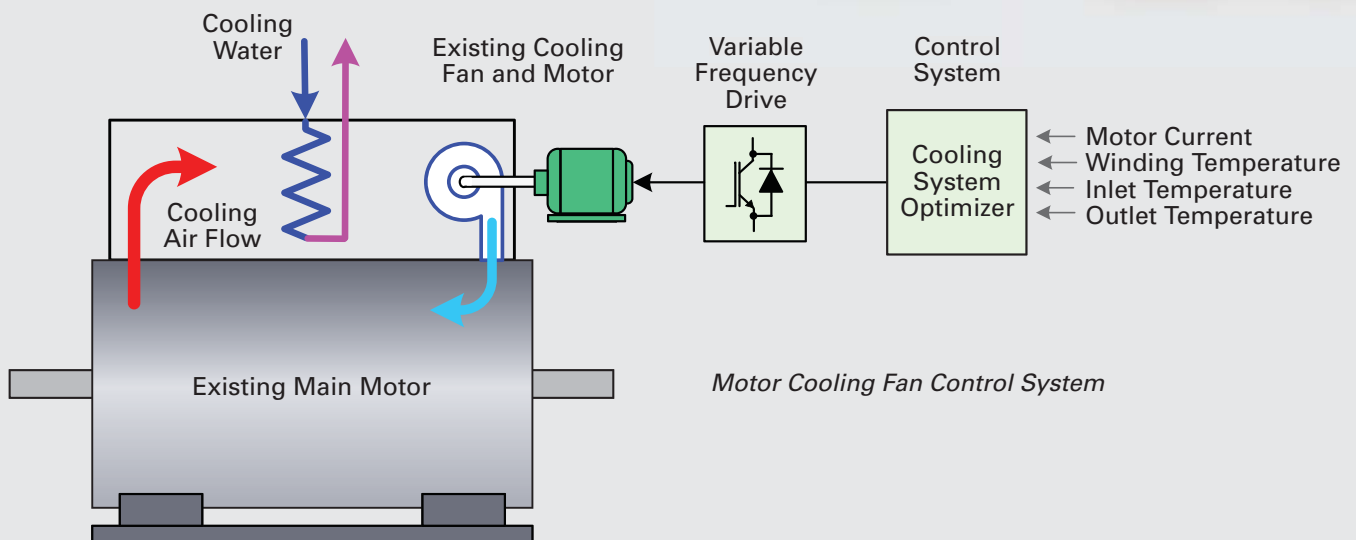 Cooling
Water
Existing Cooling
Fan and Motor
Variable
Frequency
Drive
Control
System
Cooling
Air Flow
Cooling
System
Optimizer
Motor Current
Winding Temperature
Inlet Temperature
Outlet Temperature
Existing Main Motor
Motor Cooling Fan Control System